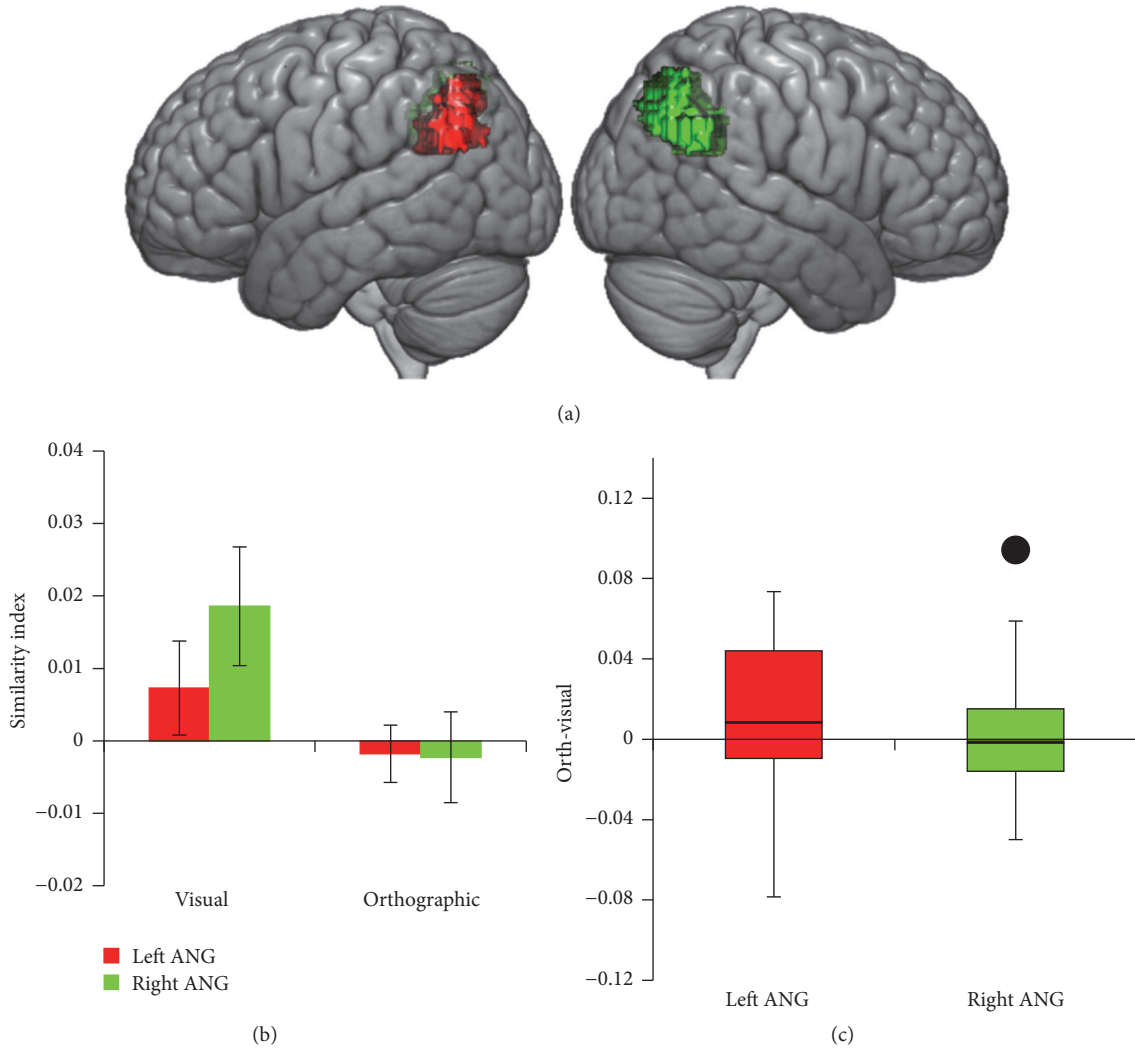 (a)
0.04
0.03
0.02
0.01
0
−0.01
−0.02
Similarity index
Visual
Orthographic
Left ANG
Right ANG
(b)
0.12
0.08
0.04
0
−0.04
−0.08
−0.12
Orth-visual
Left ANG
Right ANG
(c)